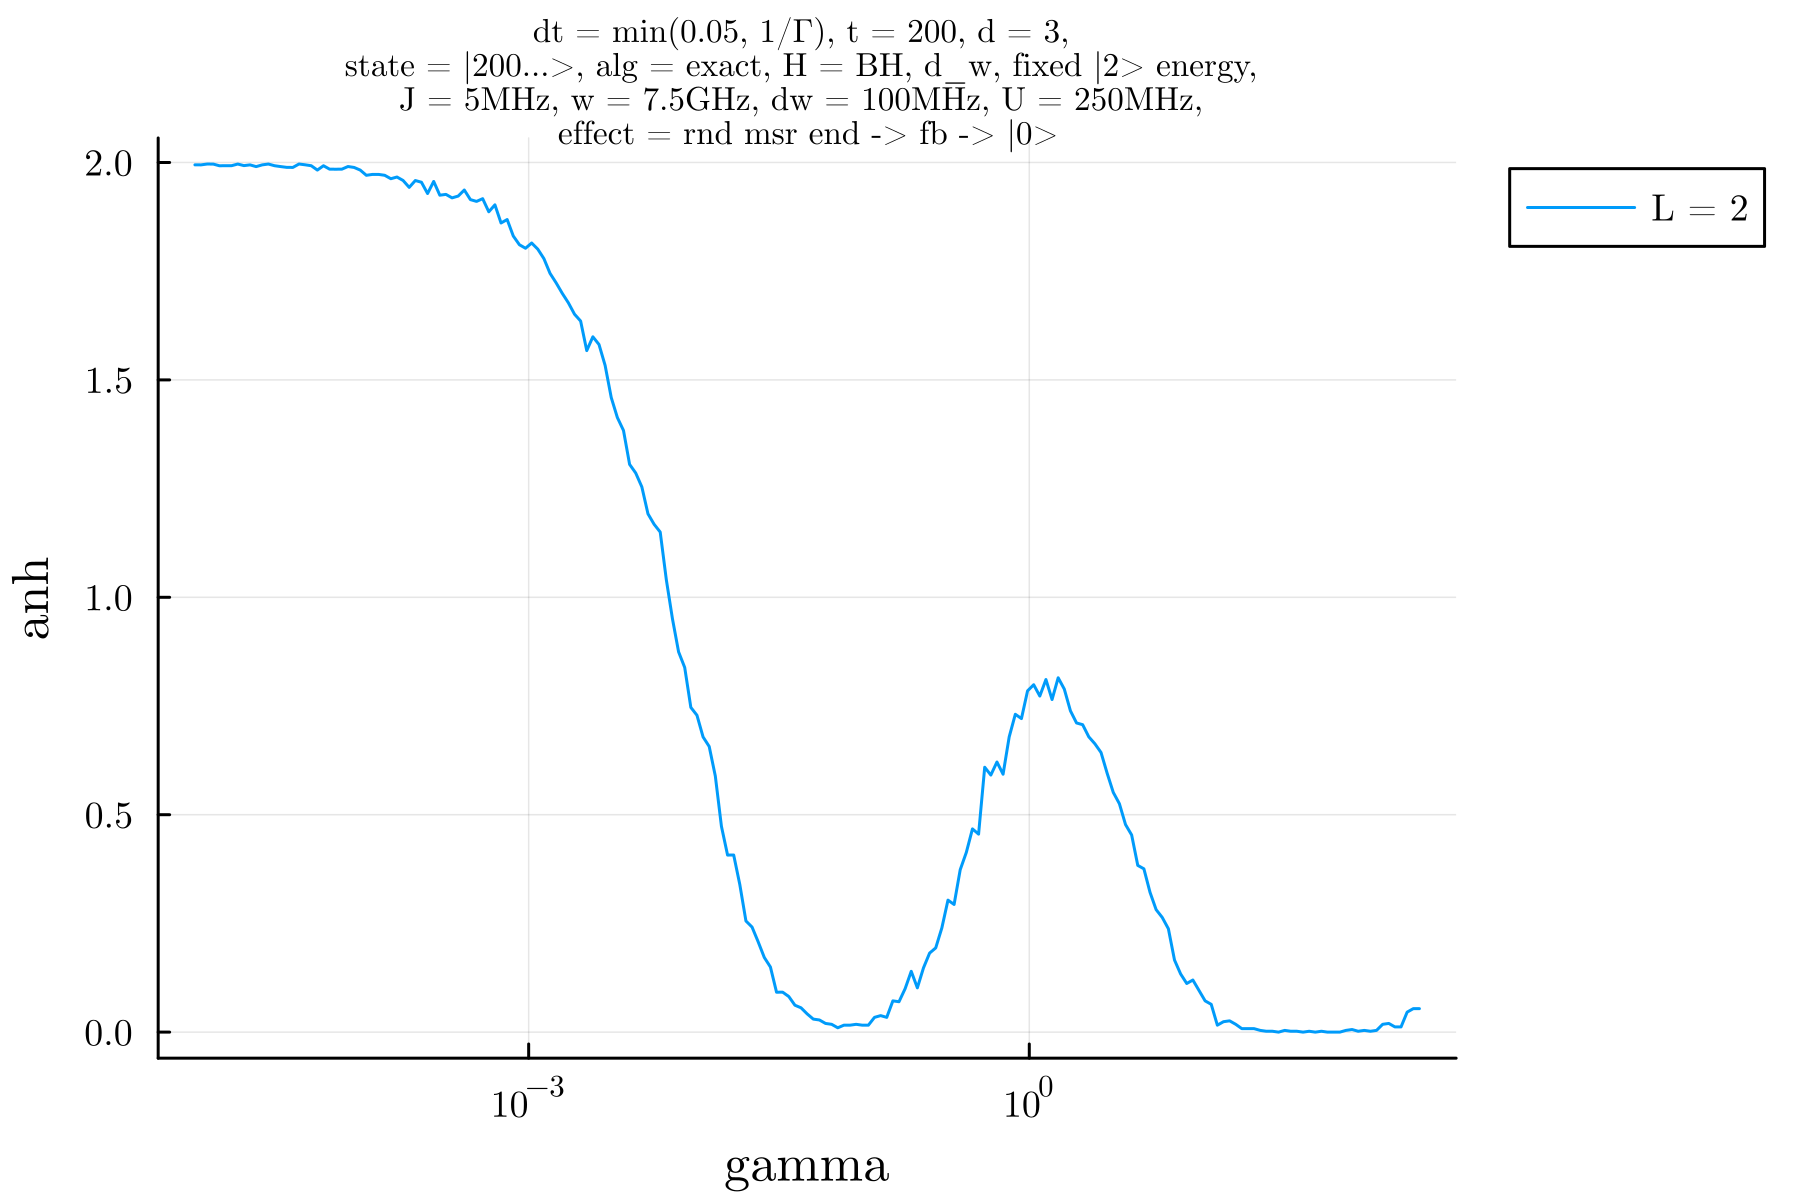 dt = min(0.05, 1/Γ), t = 200, d = 3,
state = |200...>, alg = exact, H = BH, d_w, fixed |2> energy,
J = 5MHz, w = 7.5GHz, dw = 100MHz, U = 250MHz,
effect = rnd msr end -> fb -> |0>
L = 2
2.0
1.5
1.0
0.5
0.0
anh
10⁻³ 10⁰
gamma